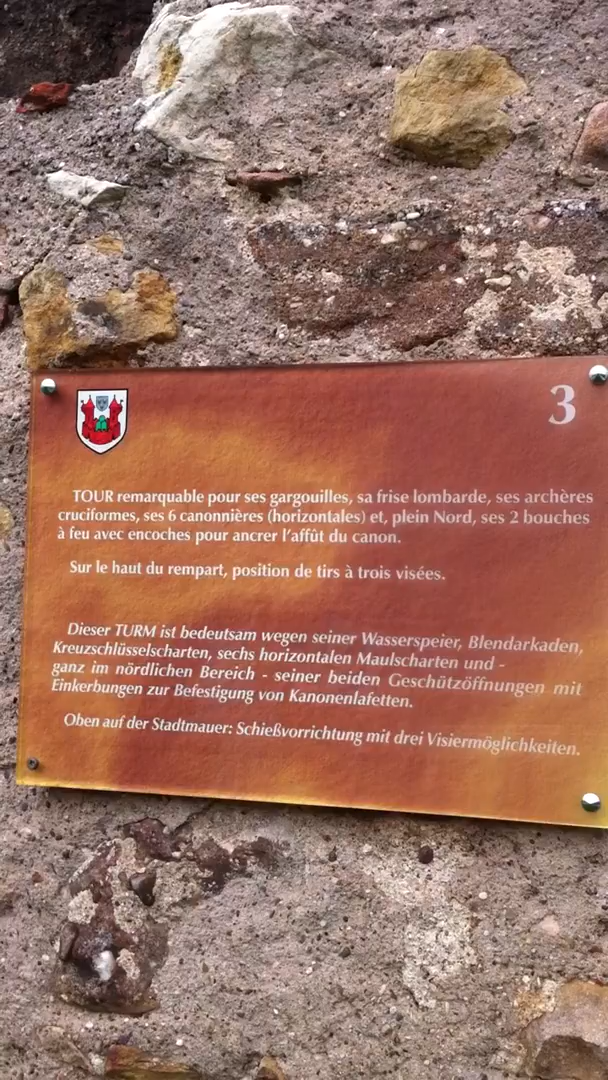 3
TOUR remarquable pour ses gargouilles, sa frise lombarde, ses archères
cruciformes, ses 6 canonnières (horizontales) et, plein Nord, ses 2 bouches
à feu avec encoches pour ancrer l'affût du canon.
Sur le haut du rempart, position de tirs à trois visées.
Dieser TURM ist bedeutsam wegen seiner Wasserspeier, Blendarkaden,
Kreuzschlüsselscharten, sechs horizontalen Maulscharten und -
ganz im nördlichen Bereich - seiner beiden Geschützöffnungen mit
Einkerbungen zur Befestigung von Kanonenlafetten.
Oben auf der Stadtmauer: Schießvorrichtung mit drei Visiermöglichkeiten.